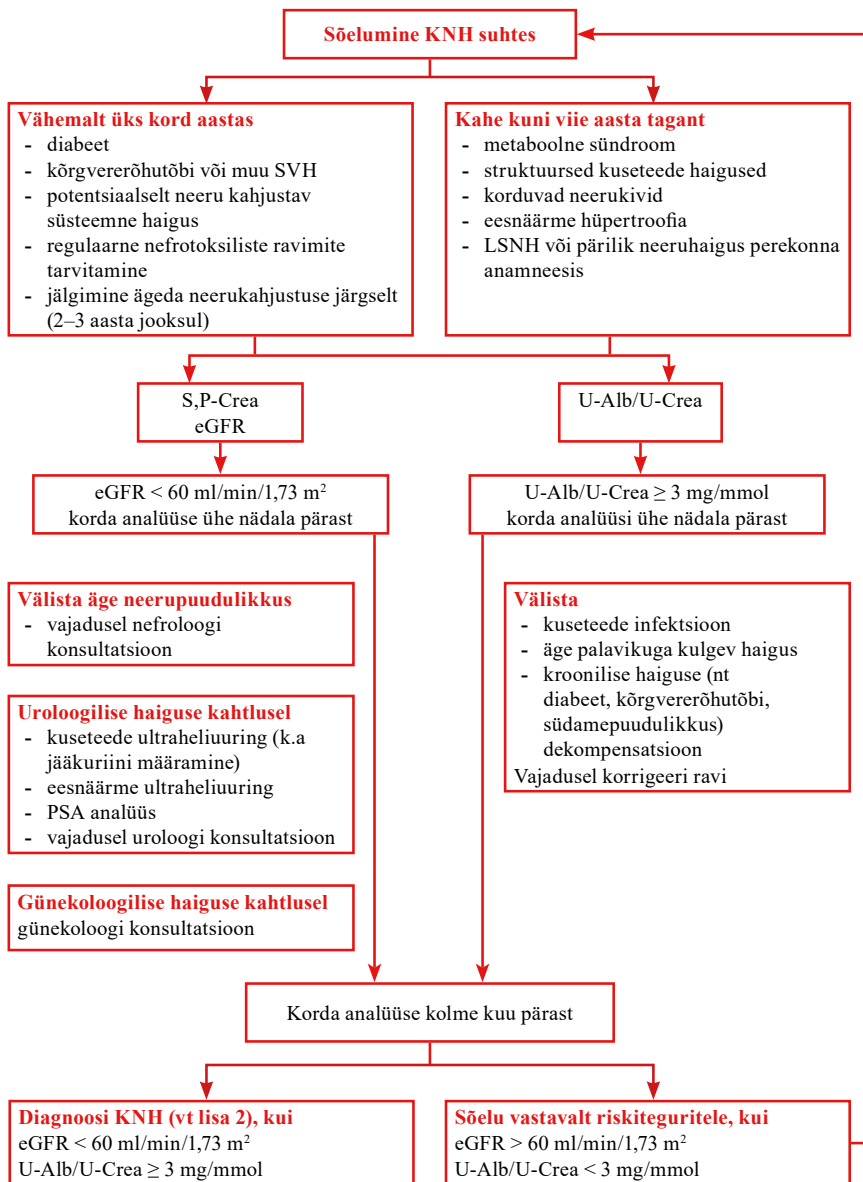 Sõelumine KNH suhtes
Vähemalt üks kord aastas
- diabeet
- kõrgvererõhutõbi või muu SVH
- potentsiaalselt neeru kahjustav
süsteemne haigus
- regulaarne nefrotoksiliste ravimite
tarvitamine
- jälgimine ägeda neerukahjustuse järgselt
(2–3 aasta jooksul)
Kahe kuni viie aasta tagant
- metaboolne sündroom
- struktuursed kuseteede haigused
- korduvad neerukivid
- eesnäärme hüpertroofia
- LSNH või pärilik neeruhaigus perekonna
anamneesis
S,P-Crea
eGFR
U-Alb/U-Crea
eGFR < 60 ml/min/1,73 m²
korda analüüse ühe nädala pärast
U-Alb/U-Crea ≥ 3 mg/mmol
korda analüüsi ühe nädala pärast
Välista äge neerupuudulikkus
- vajadusel nefroloogi
konsultatsioon
Uroloogilise haiguse kahtlusel
- kuseteede ultraheliuuring (k.a
jääkuriini määramine)
- eesnäärme ultraheliuuring
- PSA analüüs
- vajadusel uroloogi konsultatsioon
Günekoloogilise haiguse kahtlusel
günekoloogi konsultatsioon
Välista
- kuseteede infektsioon
- äge palavikuga kulgev haigus
- kroonilise haiguse (nt
diabeet, kõrgvererõhutõbi,
südamepuudulikkus)
dekompensatsioon
Vajadusel korrigeeri ravi
Korda analüüse kolme kuu pärast
Diagnoosi KNH (vt lisa 2), kui
eGFR < 60 ml/min/1,73 m²
U-Alb/U-Crea ≥ 3 mg/mmol
Sõelu vastavalt riskiteguritele, kui
eGFR > 60 ml/min/1,73 m²
U-Alb/U-Crea < 3 mg/mmol